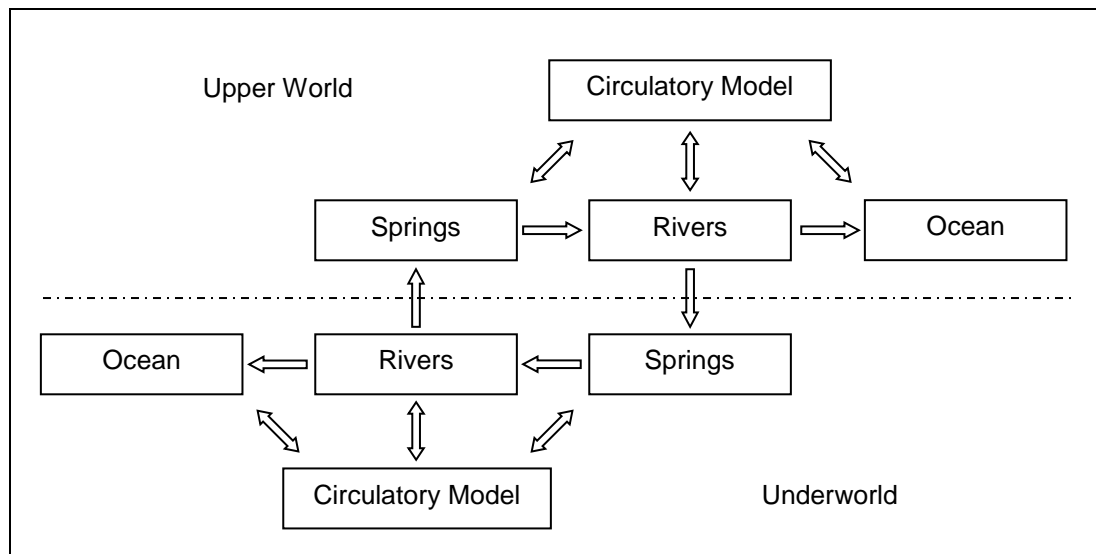 Upper World
Circulatory Model
Springs
Rivers
Ocean
Ocean
Rivers
Springs
Circulatory Model
Underworld